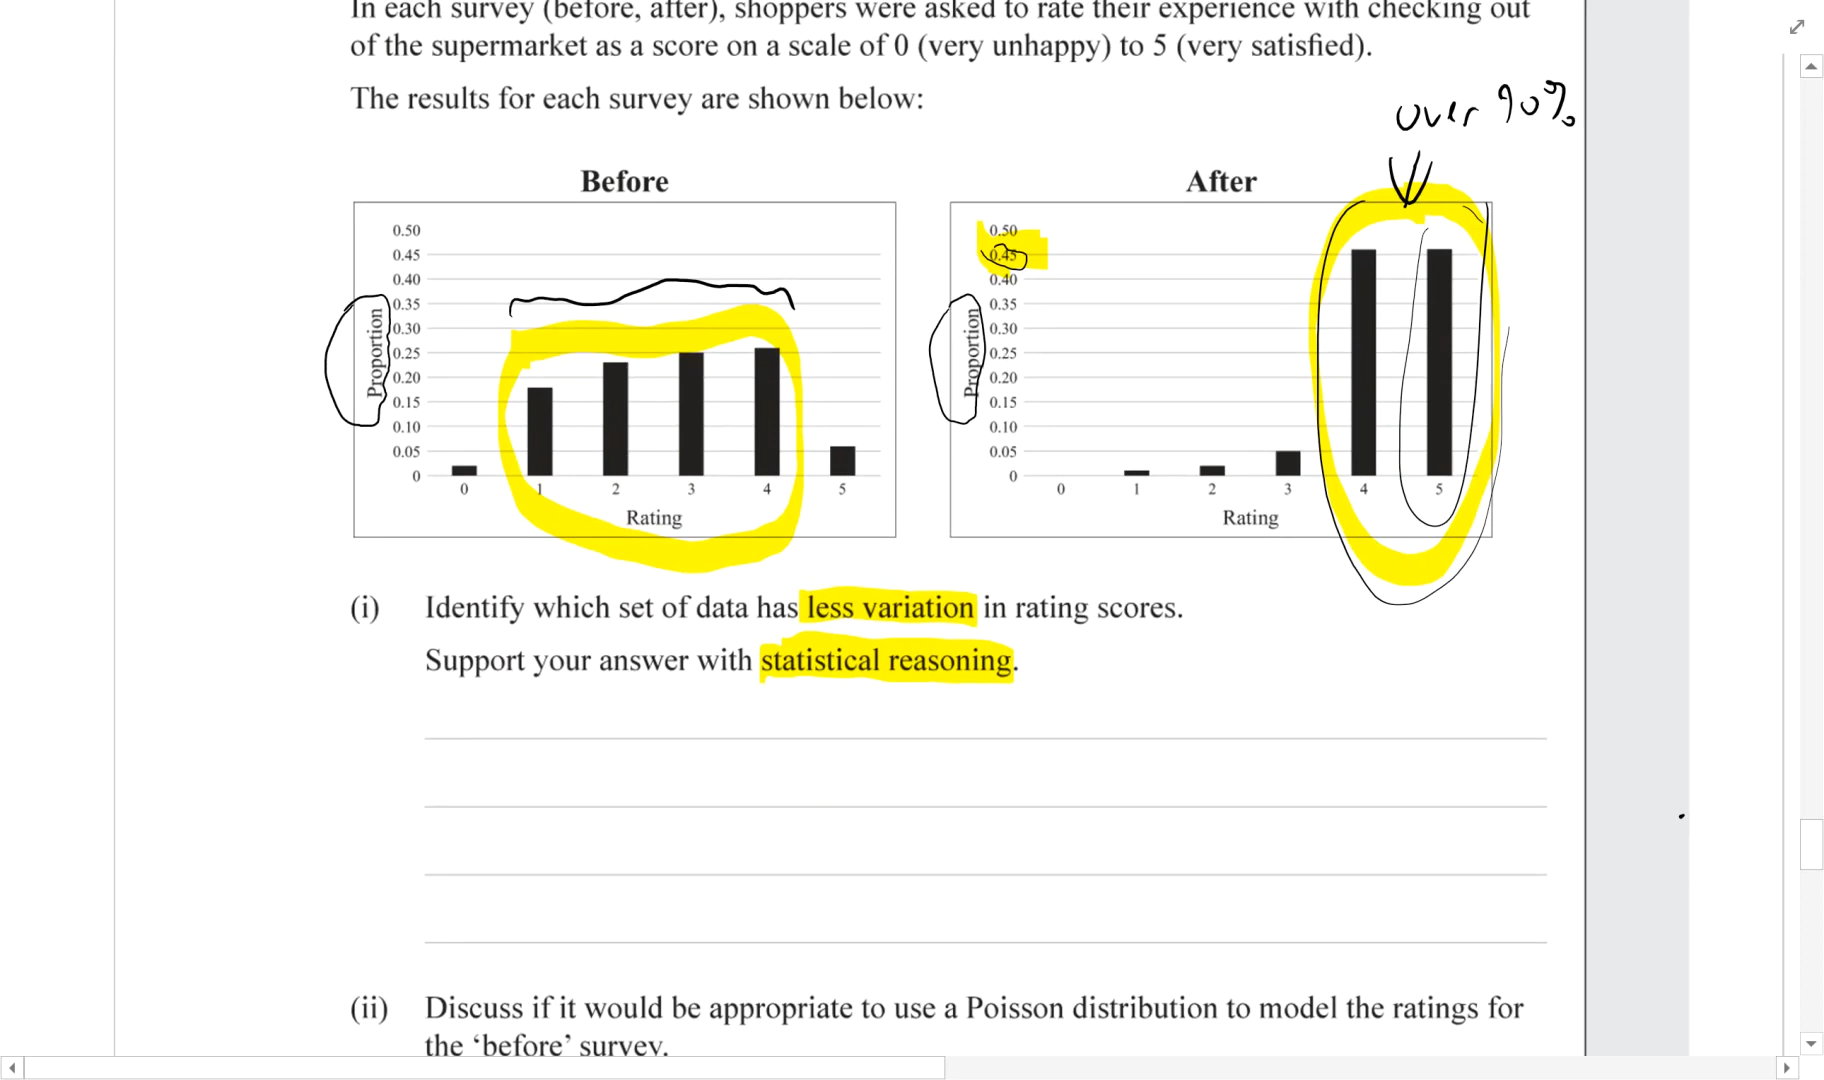 In each survey (before, after), shoppers were asked to rate their experience with checking out
of the supermarket as a score on a scale of 0 (very unhappy) to 5 (very satisfied).
The results for each survey are shown below:
over 90%
Before
0.50
0.45
0.40
0.35
0.30
0.25
0.20
0.15
0.10
0.05
0
Proportion
0 1 2 3 4 5
Rating
After
0.50
0.45
0.40
0.35
0.30
0.25
0.20
0.15
0.10
0.05
0
Proportion
0 1 2 3 4 5
Rating
(i) Identify which set of data has less variation in rating scores.
Support your answer with statistical reasoning.
(ii) Discuss if it would be appropriate to use a Poisson distribution to model the ratings for
the ‘before’ survey.